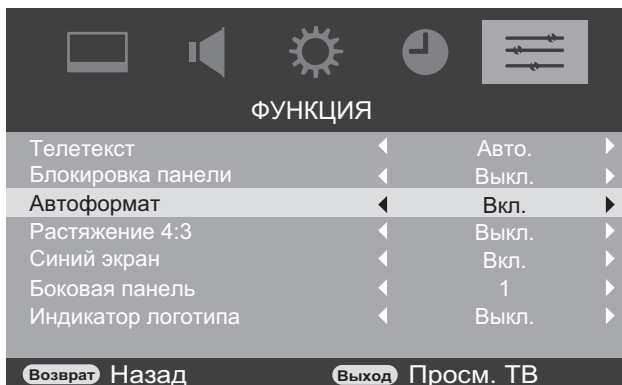 ФУНКЦИЯ
Телетекст Авто.
Блокировка панели Выкл.
Автоформат Вкл.
Растяжение 4:3 Выкл.
Синий экран Вкл.
Боковая панель 1
Индикатор логотипа Выкл.
Возврат Назад Выход Просм. ТВ